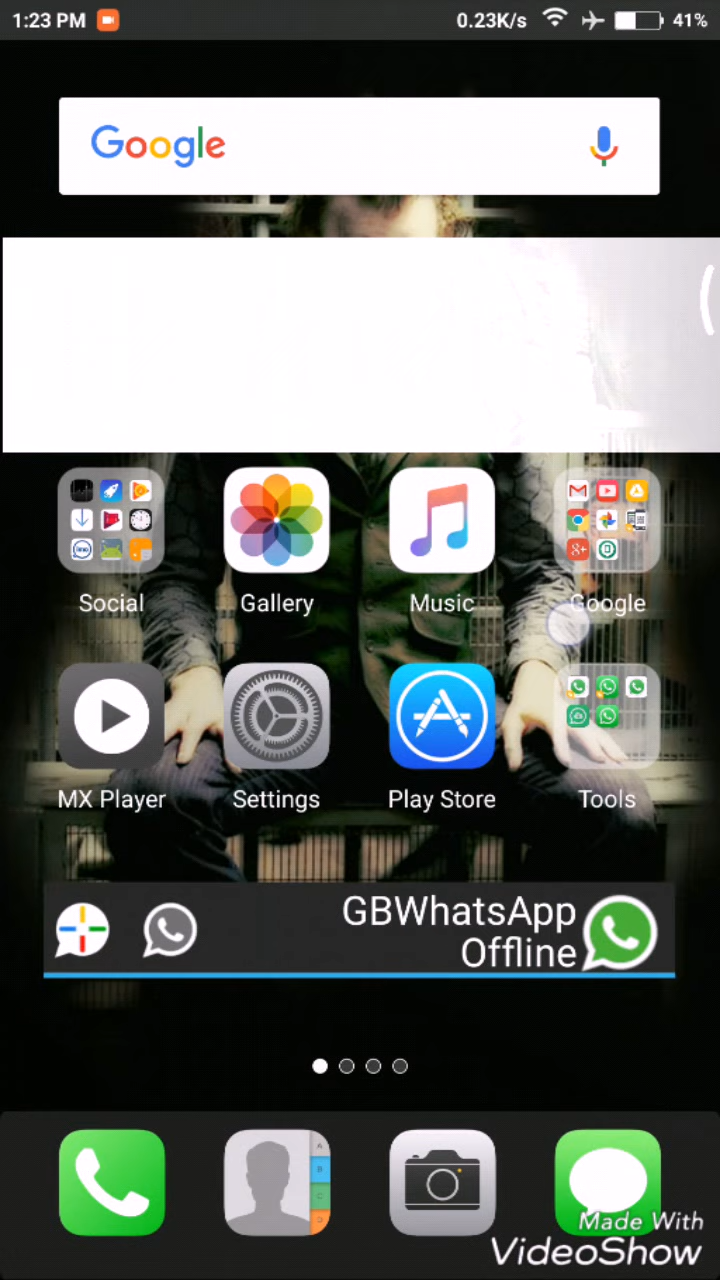 1:23 PM 0.23K/s 41%
Google
Social Gallery Music Google
MX Player Settings Play Store Tools
GBWhatsApp
Offline
Made With
VideoShow